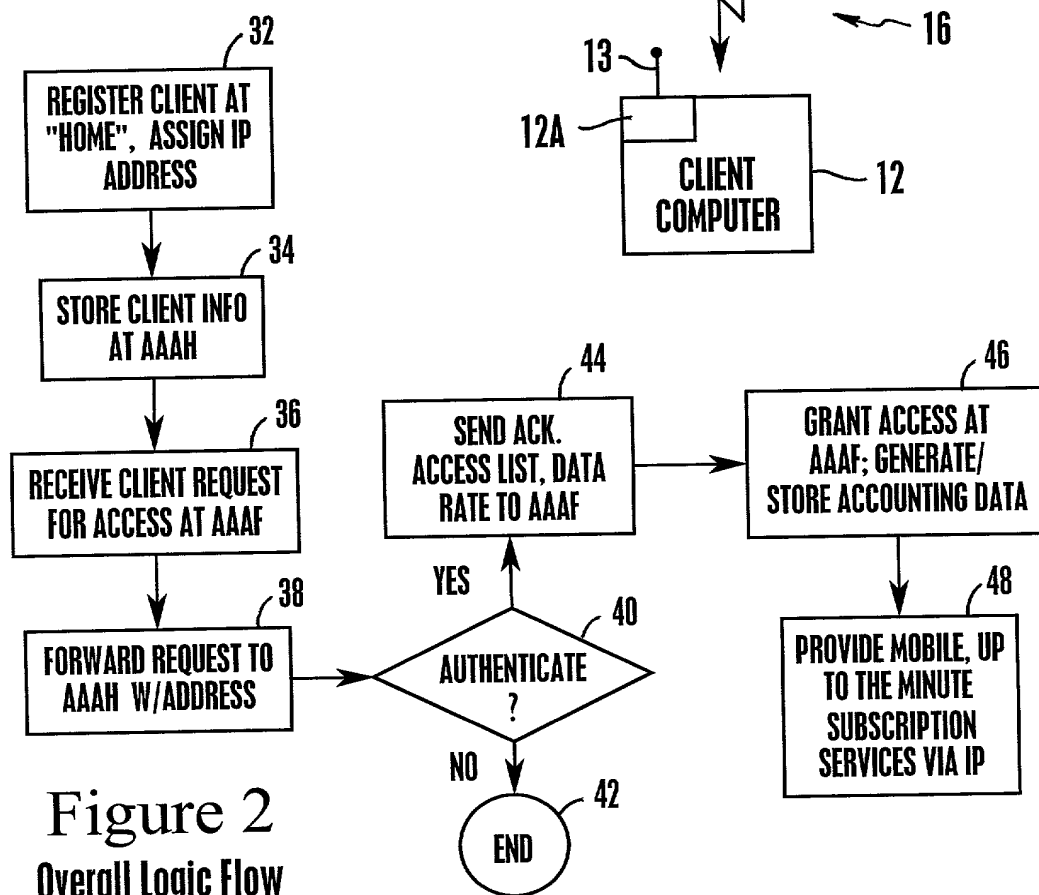 32
REGISTER CLIENT AT
"HOME", ASSIGN IP
ADDRESS
34
STORE CLIENT INFO
AT AAAH
36
RECEIVE CLIENT REQUEST
FOR ACCESS AT AAAF
38
FORWARD REQUEST TO
AAAH W/ADDRESS
16
13
12A
CLIENT
COMPUTER
12
44
SEND ACK.
ACCESS LIST, DATA
RATE TO AAAF
46
GRANT ACCESS AT
AAAF; GENERATE/
STORE ACCOUNTING DATA
YES
40
AUTHENTICATE
?
NO
42
END
48
PROVIDE MOBILE, UP
TO THE MINUTE
SUBSCRIPTION
SERVICES VIA IP
Figure 2
Overall Logic Flow